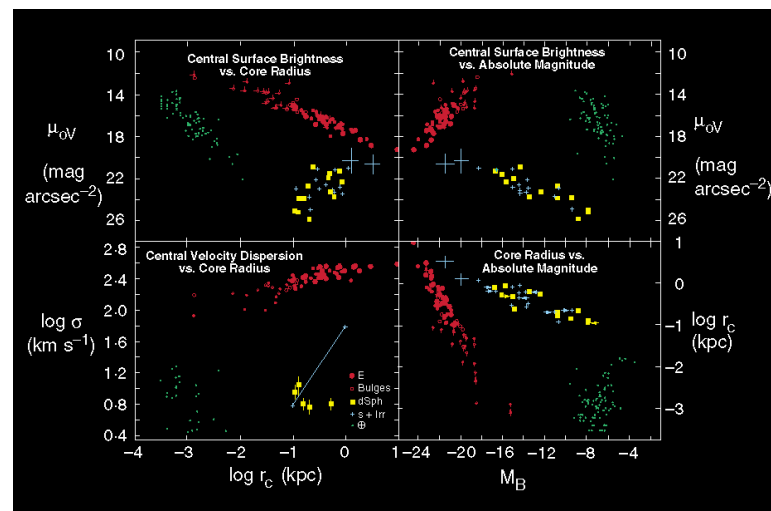 Central Surface Brightness
vs. Core Radius
Central Surface Brightness
vs. Absolute Magnitude
10
14
18
22
26
μoV
(mag
arcsec−2)
10
14
18
22
26
μoV
(mag
arcsec−2)
Central Velocity Dispersion
vs. Core Radius
Core Radius vs.
Absolute Magnitude
2·8
2·4
2·0
1·6
1·2
0·8
0·4
log σ
(km s−1)
E
Bulges
dSph
s + Irr
⊕
1
0
−1
−2
−3
log rc
(kpc)
−4 −3 −2 −1 0 1 −24 −20 −16 −12 −8 −4
log rc (kpc)
MB